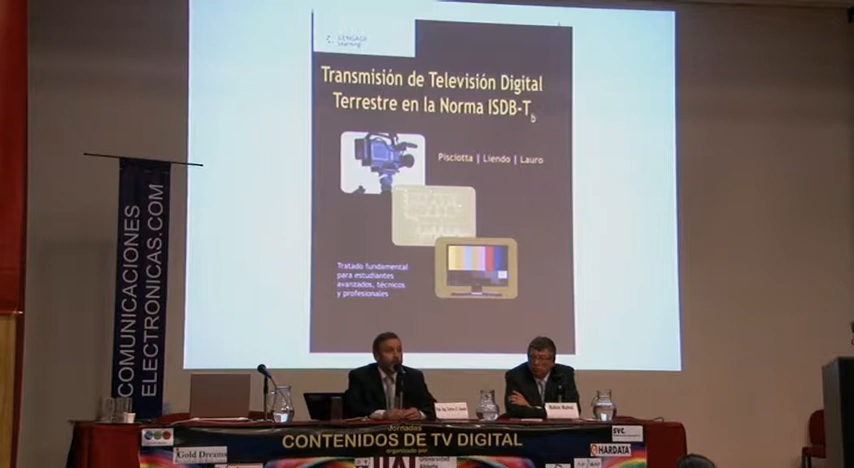 CENGAGE
Learning
Transmisión de Televisión Digital
Terrestre en la Norma ISDB-Tb
Pisciotta | Liendo | Lauro
Tratado fundamental
para estudiantes
avanzados, técnicos
y profesionales
COMUNICACIONES
ELECTRONICAS.COM
Jornadas
CONTENIDOS DE TV DIGITAL
organizado por
Gold Dreams
SVC
HARDATA